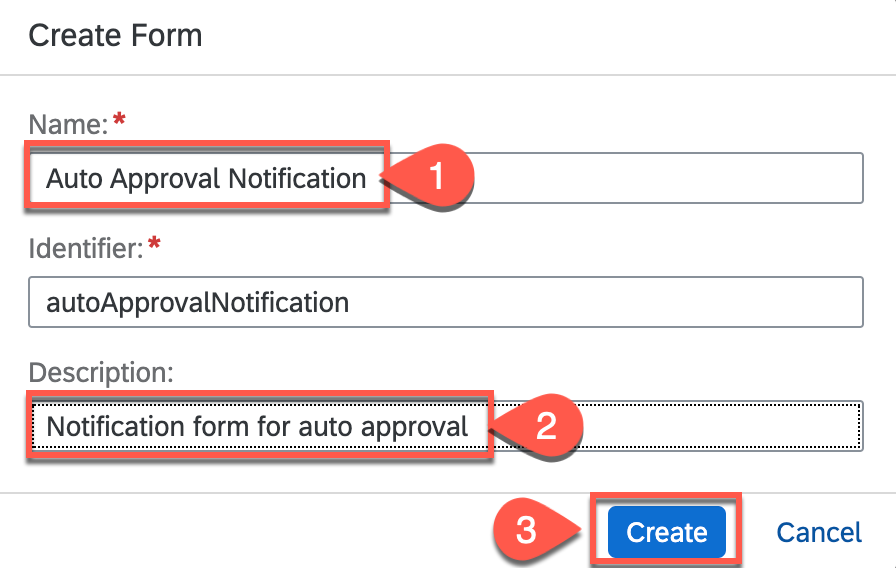 Create Form
Name: *
Auto Approval Notification
1
Identifier: *
autoApprovalNotification
Description:
Notification form for auto approval
2
3
Create
Cancel